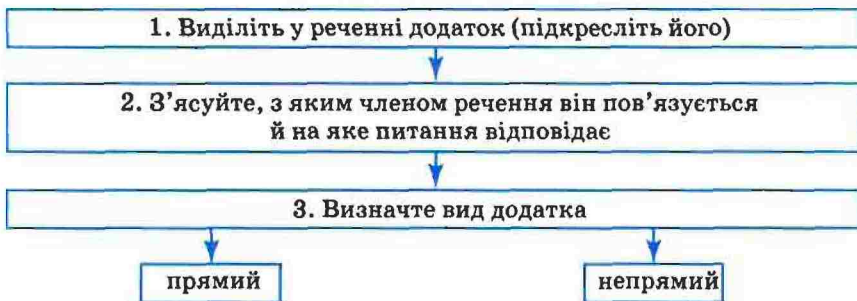 1. Виділіть у реченні додаток (підкресліть його)
2. З’ясуйте, з яким членом речення він пов’язується
й на яке питання відповідає
3. Визначте вид додатка
прямий
непрямий